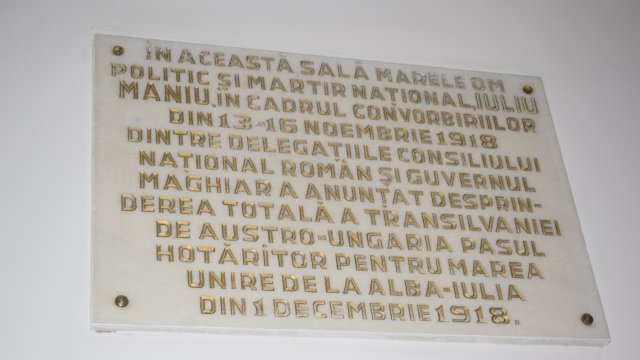 ÎN ACEASTĂ SALĂ MARELE OM
POLITIC ȘI MARTIR NAȚIONAL, IULIU
MANIU, ÎN CADRUL CONVORBIRIILOR
DIN 13-16 NOEMBRIE 1918
DINTRE DELEGAȚIILE CONSILIULUI
NAȚIONAL ROMÂN ȘI GUVERNUL
MAGHIAR A ANUNȚAT DESPRIN-
DEREA TOTALĂ A TRANSILVANIEI
DE AUSTRO-UNGARIA PASUL
HOTĂRÎTOR PENTRU MAREA
UNIRE DE LA ALBA-IULIA
DIN 1 DECEMBRIE 1918.